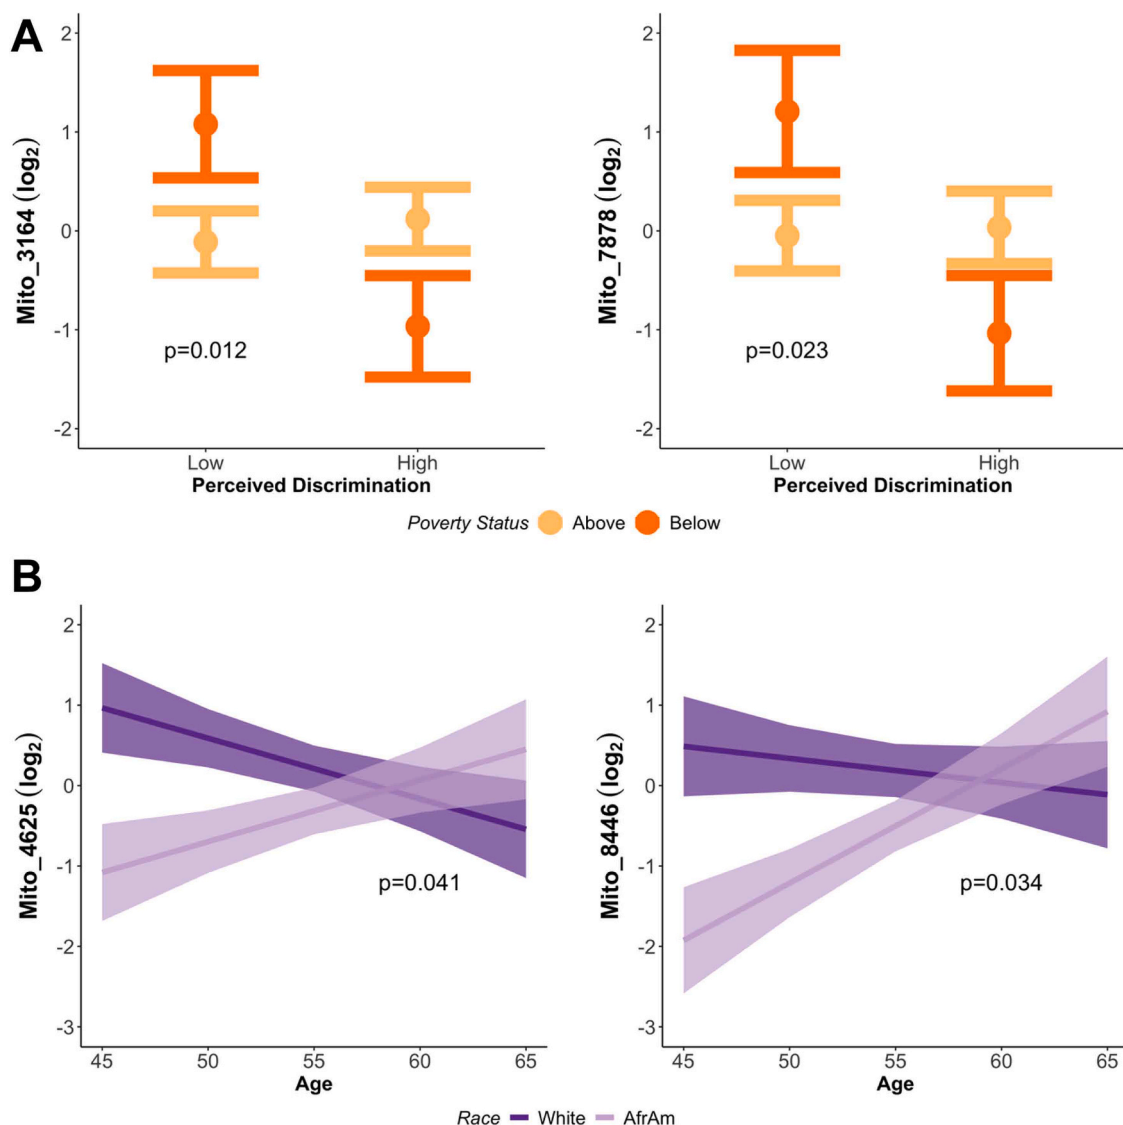 A
Mito_3164 (log₂)
2
1
0
-1
-2
p=0.012
Low
High
Perceived Discrimination
Mito_7878 (log₂)
2
1
0
-1
-2
p=0.023
Low
High
Perceived Discrimination
Poverty Status Above Below
B
Mito_4625 (log₂)
2
1
0
-1
-2
-3
p=0.041
45 50 55 60 65
Age
Mito_8446 (log₂)
2
1
0
-1
-2
-3
p=0.034
45 50 55 60 65
Age
Race White AfrAm